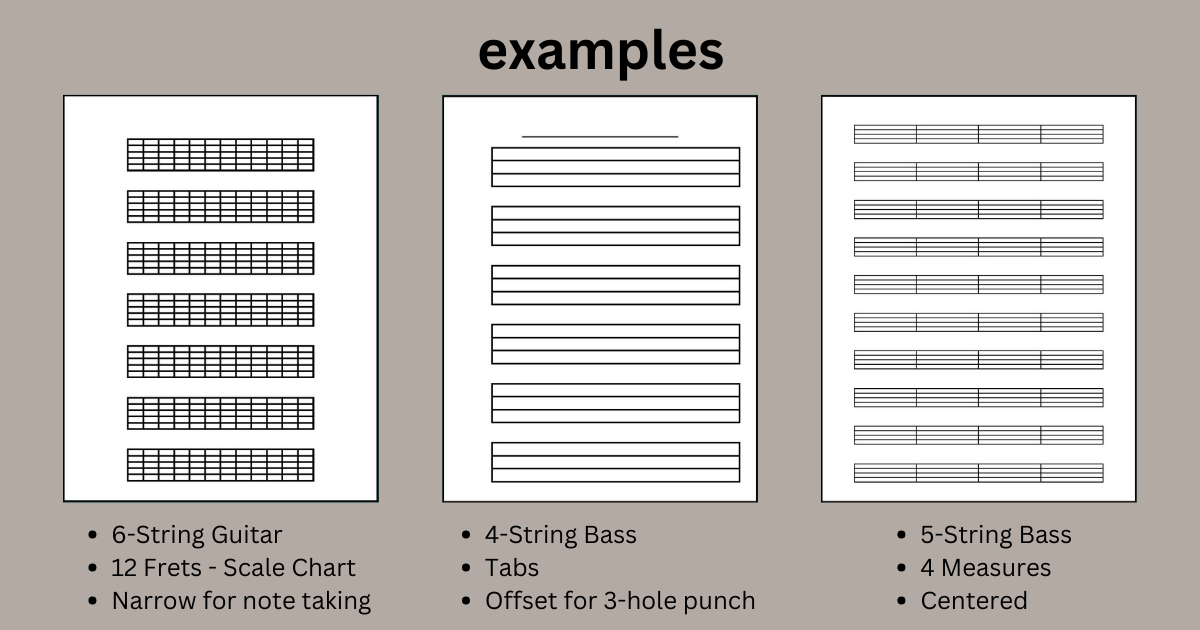 examples
• 6-String Guitar
• 12 Frets - Scale Chart
• Narrow for note taking
• 4-String Bass
• Tabs
• Offset for 3-hole punch
• 5-String Bass
• 4 Measures
• Centered